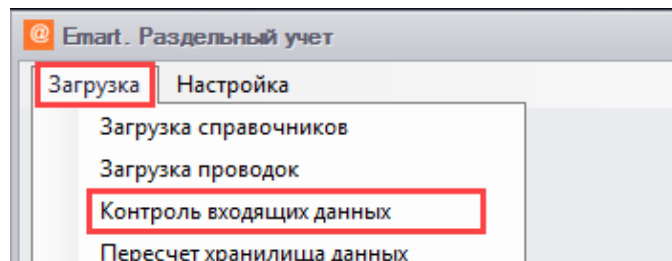 Emart. Раздельный учет
Загрузка Настройка
Загрузка справочников
Загрузка проводок
Контроль входящих данных
Пересчет хранилища данных